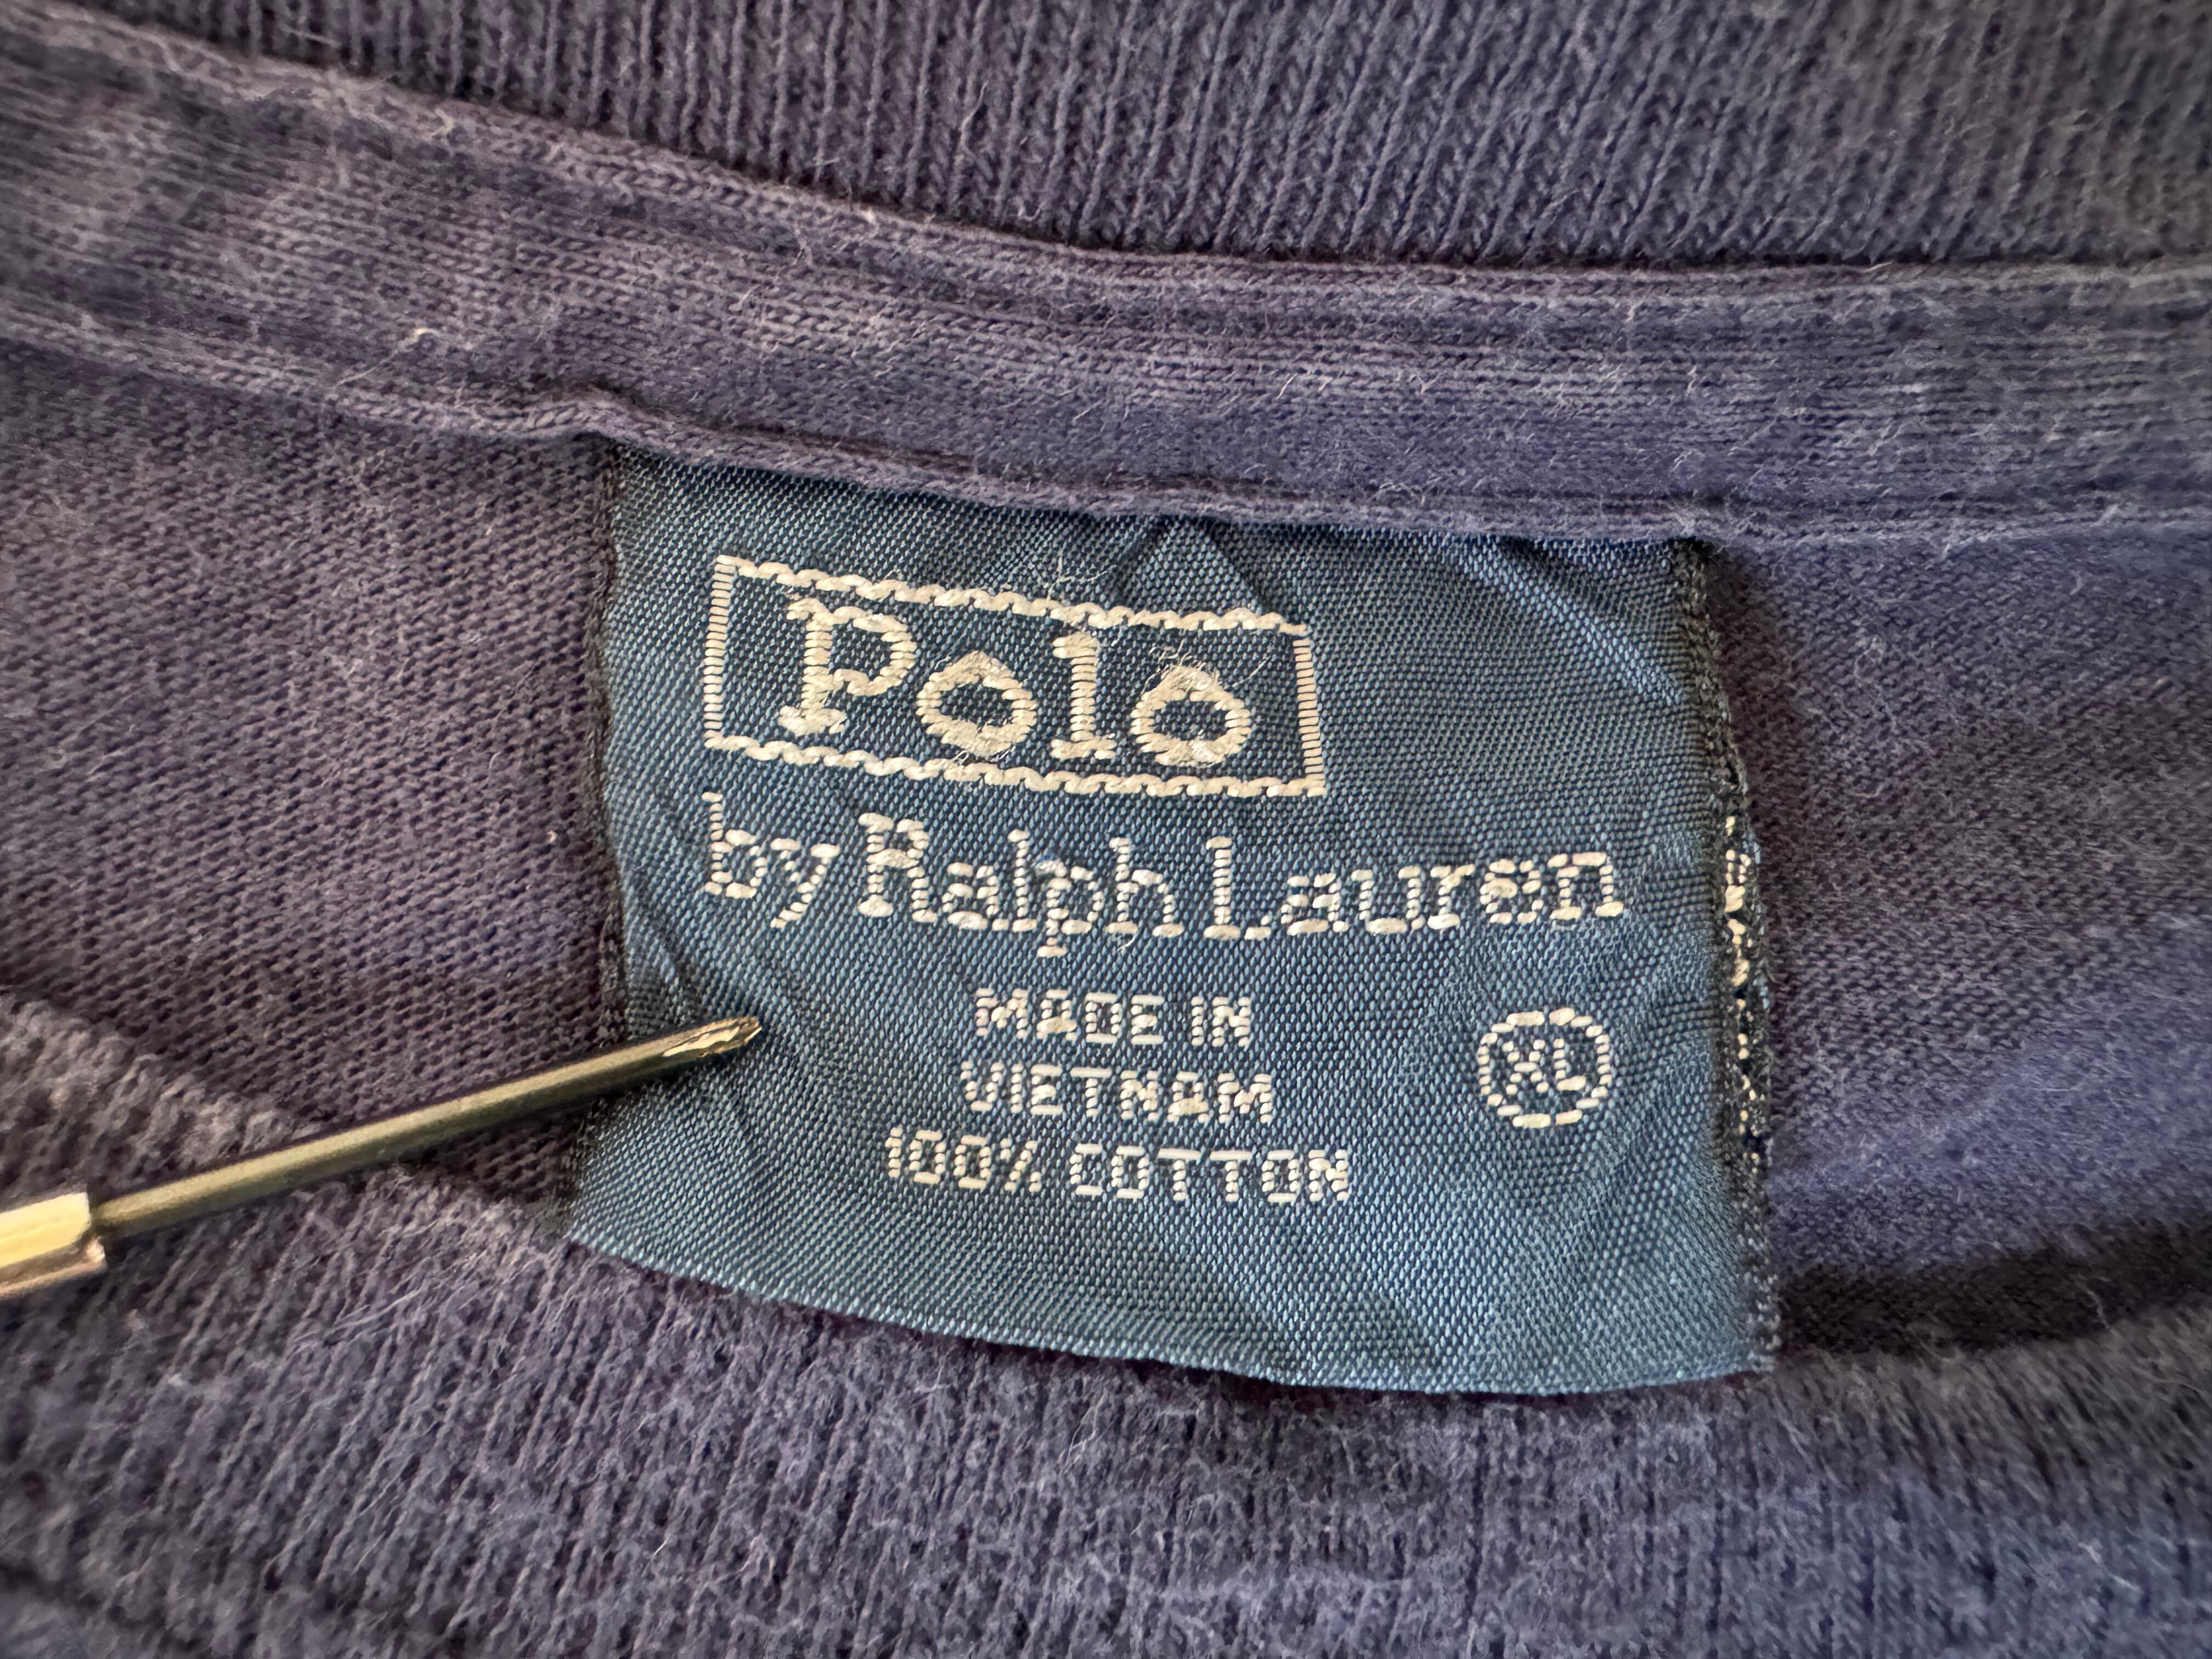 Polo
by Ralph Lauren
MADE IN
VIETNAM
XL
100% COTTON